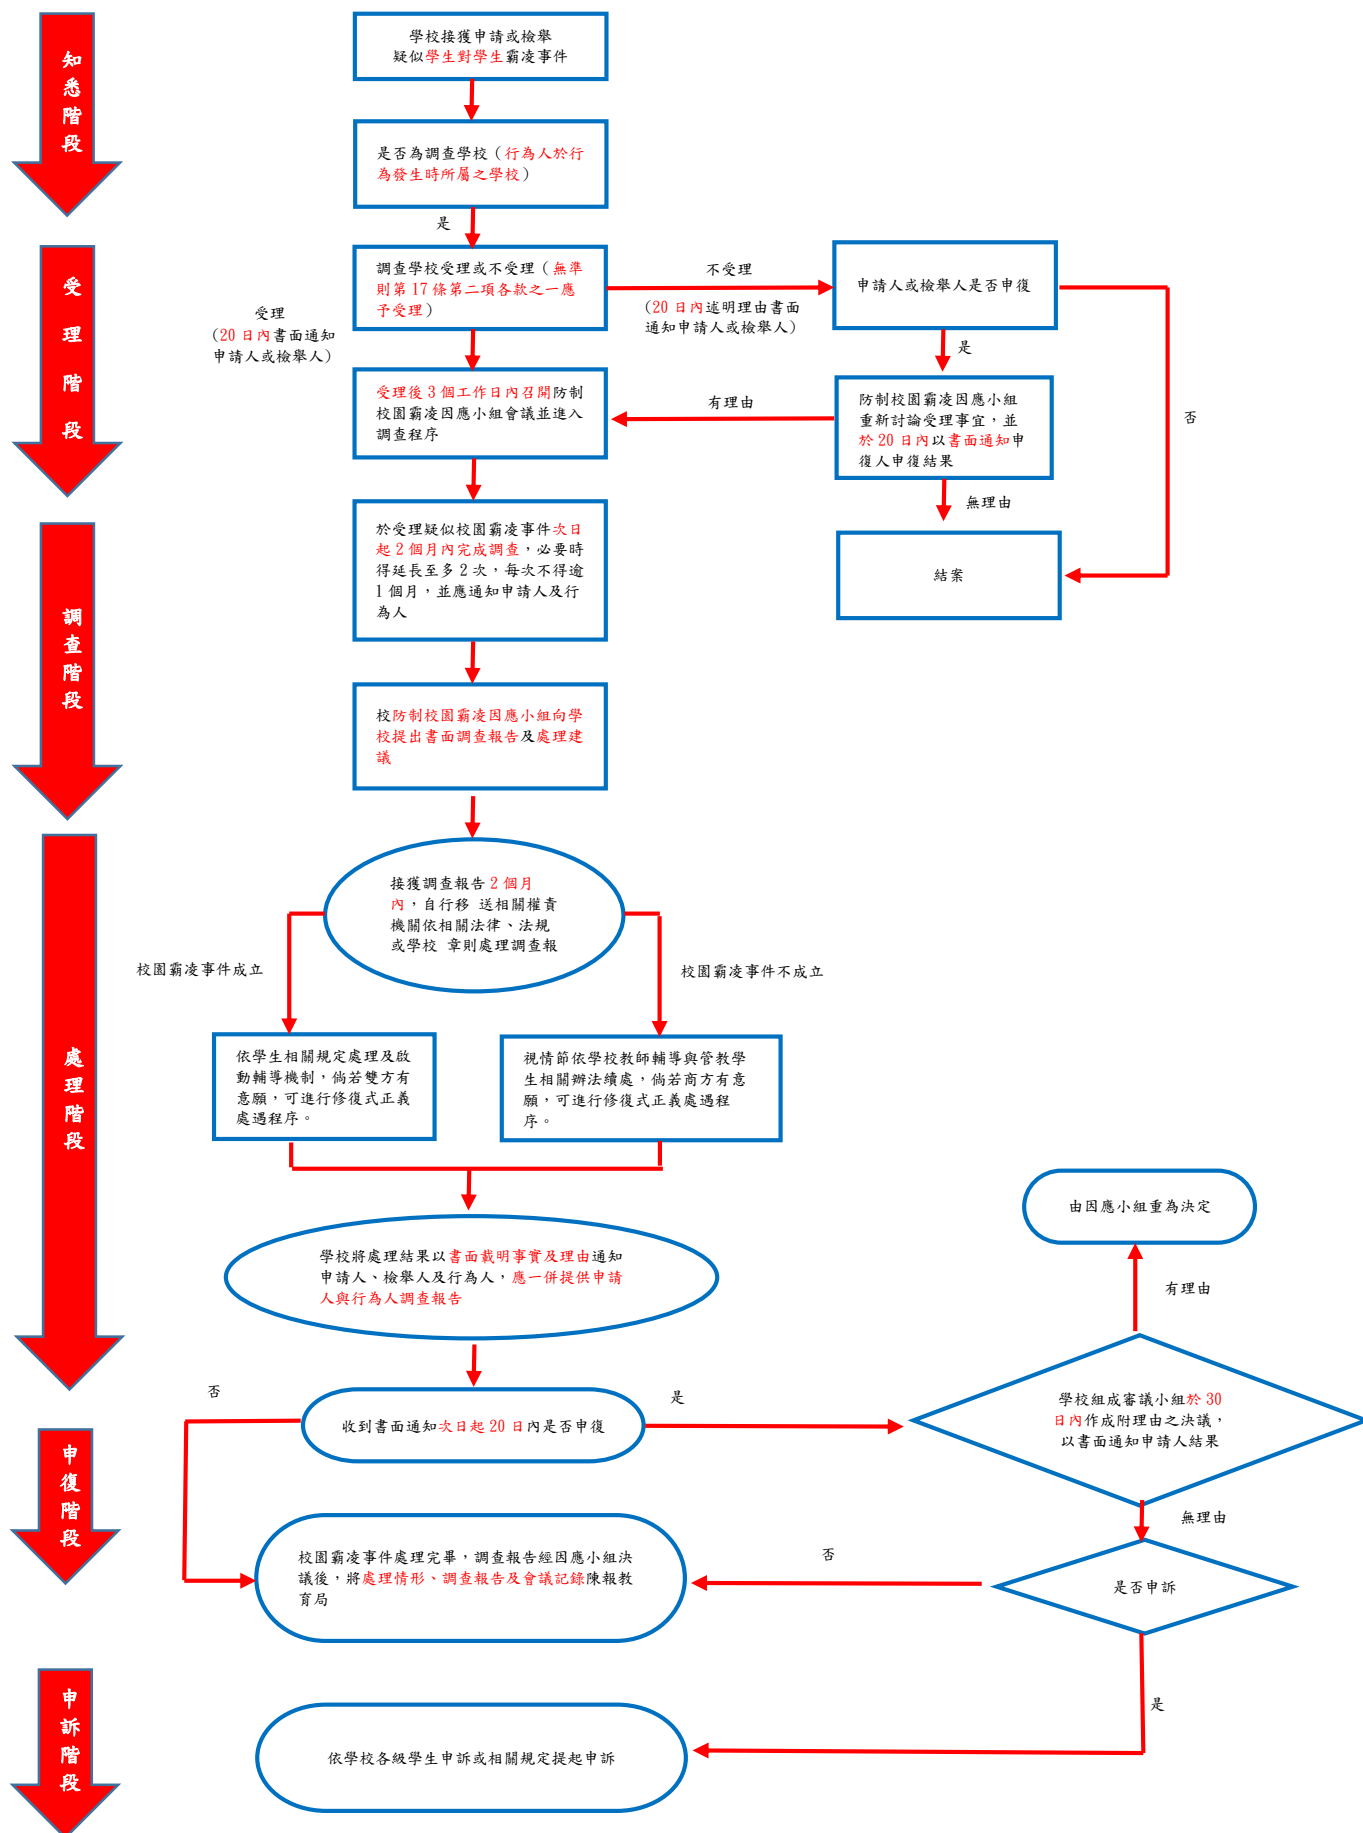 知悉階段
學校接獲申請或檢舉
疑似學生對學生霸凌事件
是否為調查學校（行為人於行
為發生時所屬之學校）
是
受理階段
調查學校受理或不受理（無準
則第 17 條第二項各款之一應
予受理）
不受理
（20 日內述明理由書面
通知申請人或檢舉人）
申請人或檢舉人是否申復
受理
（20 日內書面通知
申請人或檢舉人）
是
否
受理後 3 個工作日內召開防制
校園霸凌因應小組會議並進入
調查程序
有理由
防制校園霸凌因應小組
重新討論受理事宜，並
於 20 日內以書面通知申
復人申復結果
無理由
結案
調查階段
於受理疑似校園霸凌事件次日
起 2 個月內完成調查，必要時
得延長至多 2 次，每次不得逾
1 個月，並應通知申請人及行
為人
校防制校園霸凌因應小組向學
校提出書面調查報告及處理建
議
處理階段
接獲調查報告 2 個月
內，自行移 送相關權責
機關依相關法律、法規
或學校 章則處理調查報
校園霸凌事件成立
校園霸凌事件不成立
依學生相關規定處理及啟
動輔導機制，倘若雙方有
意願，可進行修復式正義
處遇程序。
視情節依學校教師輔導與管教學
生相關辦法續處，倘若商方有意
願，可進行修復式正義處遇程
序。
學校將處理結果以書面載明事實及理由通知
申請人、檢舉人及行為人，應一併提供申請
人與行為人調查報告
由因應小組重為決定
有理由
申復階段
否
收到書面通知次日起 20 日內是否申復
是
學校組成審議小組於 30
日內作成附理由之決議，
以書面通知申請人結果
無理由
校園霸凌事件處理完畢，調查報告經因應小組決
議後，將處理情形、調查報告及會議記錄陳報教
育局
否
是否申訴
是
申訴階段
依學校各級學生申訴或相關規定提起申訴